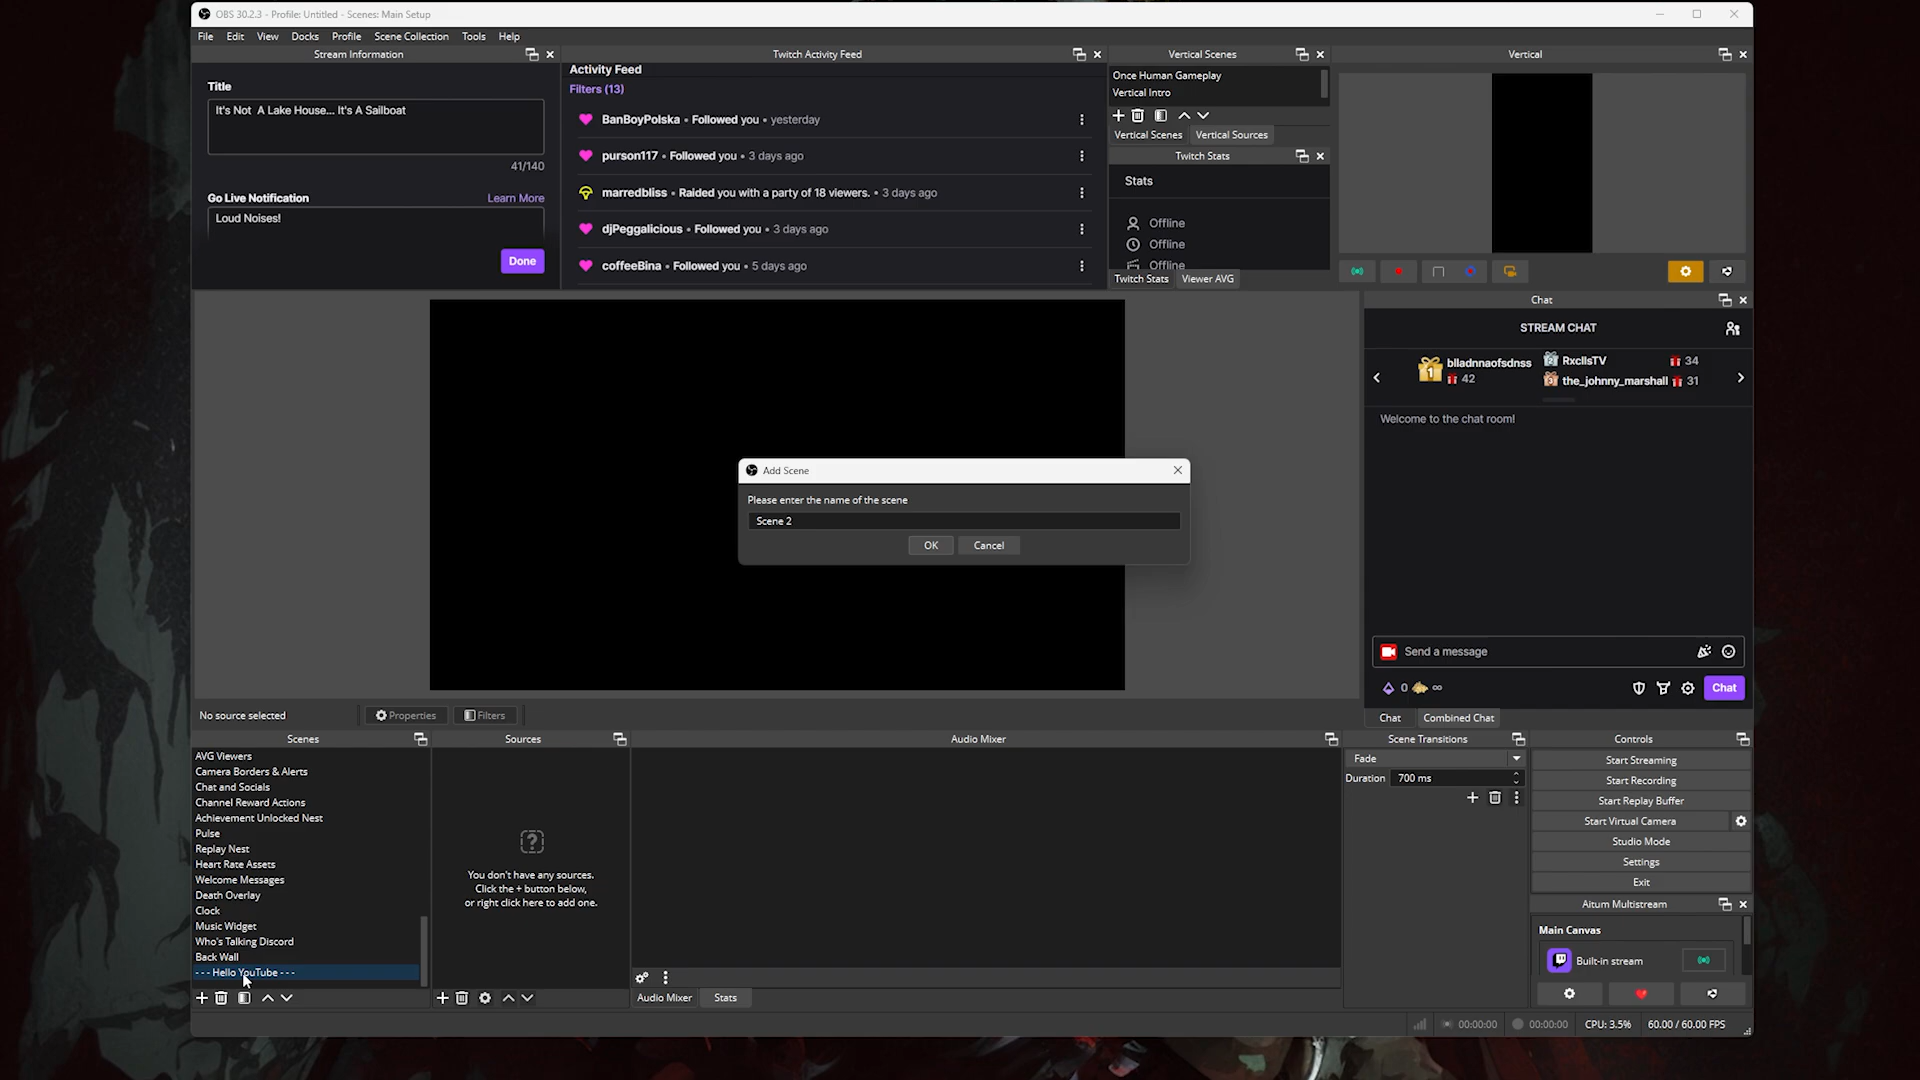 OBS 30.2.3 - Profile: Untitled - Scenes: Main Setup
File Edit View Docks Profile Scene Collection Tools Help
Stream Information
Title
It's Not  A Lake House... It's A Sailboat
41/140
Go Live Notification Learn More
Loud Noises!
Done
Twitch Activity Feed
Activity Feed
Filters (13)
BanBoyPolska • Followed you • yesterday
purson117 • Followed you • 3 days ago
marredbliss • Raided you with a party of 18 viewers. • 3 days ago
djPeggalicious • Followed you • 3 days ago
coffeeBina • Followed you • 5 days ago
Vertical Scenes
Once Human Gameplay
Vertical Intro
Vertical Scenes Vertical Sources
Twitch Stats
Stats
Offline
Offline
Offline
Twitch Stats Viewer AVG
Vertical
Chat
STREAM CHAT
1 blladnnaofsdnss 42
2 RxcllsTV 34
3 the_johnny_marshall 31
Welcome to the chat room!
Send a message
0 ∞
Chat
Chat Combined Chat
Add Scene
Please enter the name of the scene
Scene 2
OK Cancel
No source selected Properties Filters
Scenes
AVG Viewers
Camera Borders & Alerts
Chat and Socials
Channel Reward Actions
Achievement Unlocked Nest
Pulse
Replay Nest
Heart Rate Assets
Welcome Messages
Death Overlay
Clock
Music Widget
Who's Talking Discord
Back Wall
- - - Hello YouTube - - -
Sources
You don't have any sources.
Click the + button below,
or right click here to add one.
Audio Mixer
Audio Mixer Stats
Scene Transitions
Fade
Duration 700 ms
Controls
Start Streaming
Start Recording
Start Replay Buffer
Start Virtual Camera
Studio Mode
Settings
Exit
Aitum Multistream
Main Canvas
Built-in stream
00:00:00 00:00:00 CPU: 3.5% 60.00 / 60.00 FPS